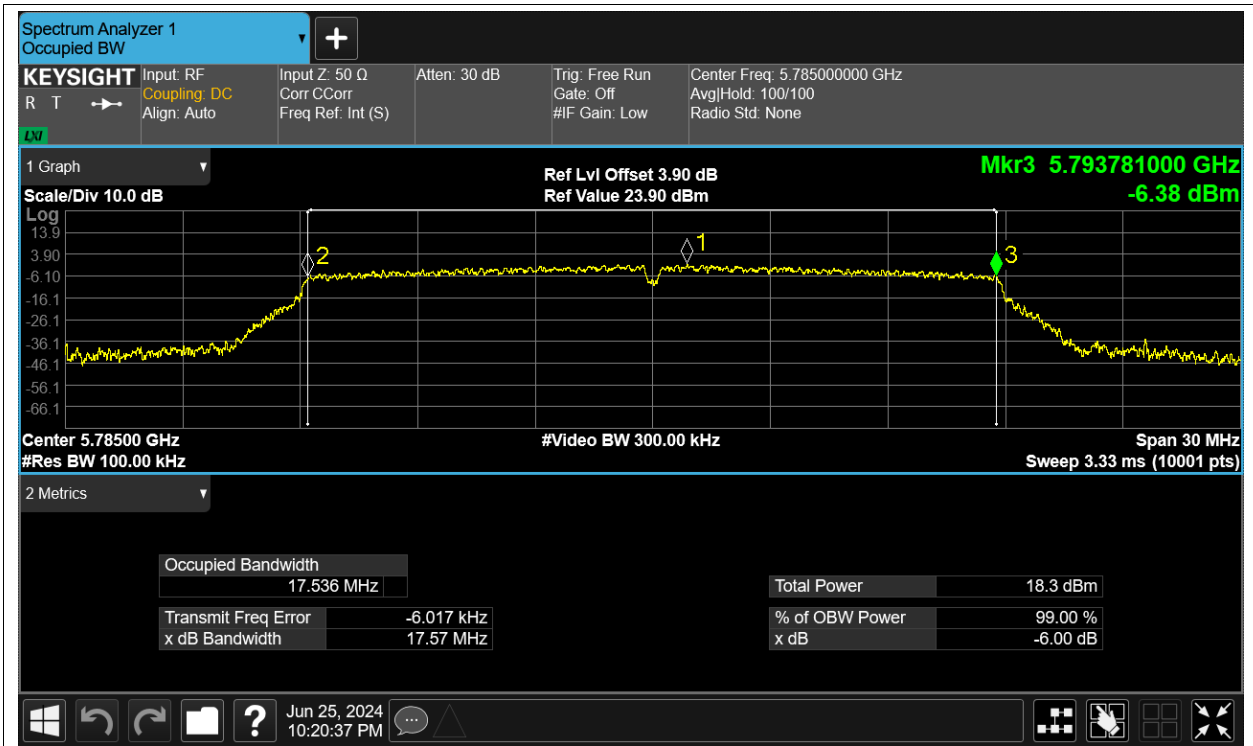 Spectrum Analyzer 1
Occupied BW
KEYSIGHT
R T
LXI
Input: RF
Coupling: DC
Align: Auto
Input Z: 50 Ω
Corr CCorr
Freq Ref: Int (S)
Atten: 30 dB
Trig: Free Run
Gate: Off
#IF Gain: Low
Center Freq: 5.785000000 GHz
Avg|Hold: 100/100
Radio Std: None
1 Graph
Scale/Div 10.0 dB
Ref Lvl Offset 3.90 dB
Ref Value 23.90 dBm
Mkr3 5.793781000 GHz
-6.38 dBm
Log
13.9
3.90
-6.10
-16.1
-26.1
-36.1
-46.1
-56.1
-66.1
2
1
3
Center 5.78500 GHz
#Res BW 100.00 kHz
#Video BW 300.00 kHz
Span 30 MHz
Sweep 3.33 ms (10001 pts)
2 Metrics
Occupied Bandwidth
17.536 MHz
Transmit Freq Error -6.017 kHz
x dB Bandwidth 17.57 MHz
Total Power 18.3 dBm
% of OBW Power 99.00 %
x dB -6.00 dB
?
Jun 25, 2024
10:20:37 PM